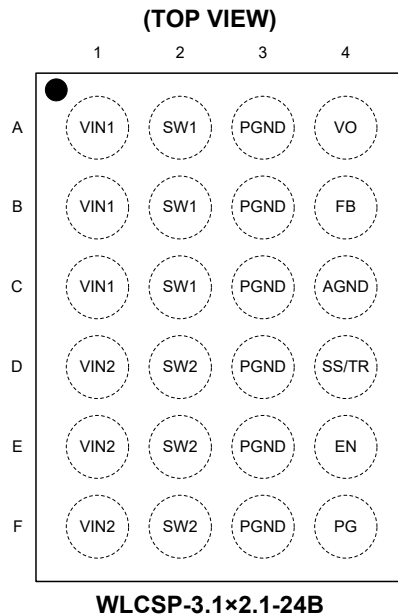 (TOP VIEW)
1 2 3 4
A VIN1 SW1 PGND VO
B VIN1 SW1 PGND FB
C VIN1 SW1 PGND AGND
D VIN2 SW2 PGND SS/TR
E VIN2 SW2 PGND EN
F VIN2 SW2 PGND PG
WLCSP-3.1×2.1-24B